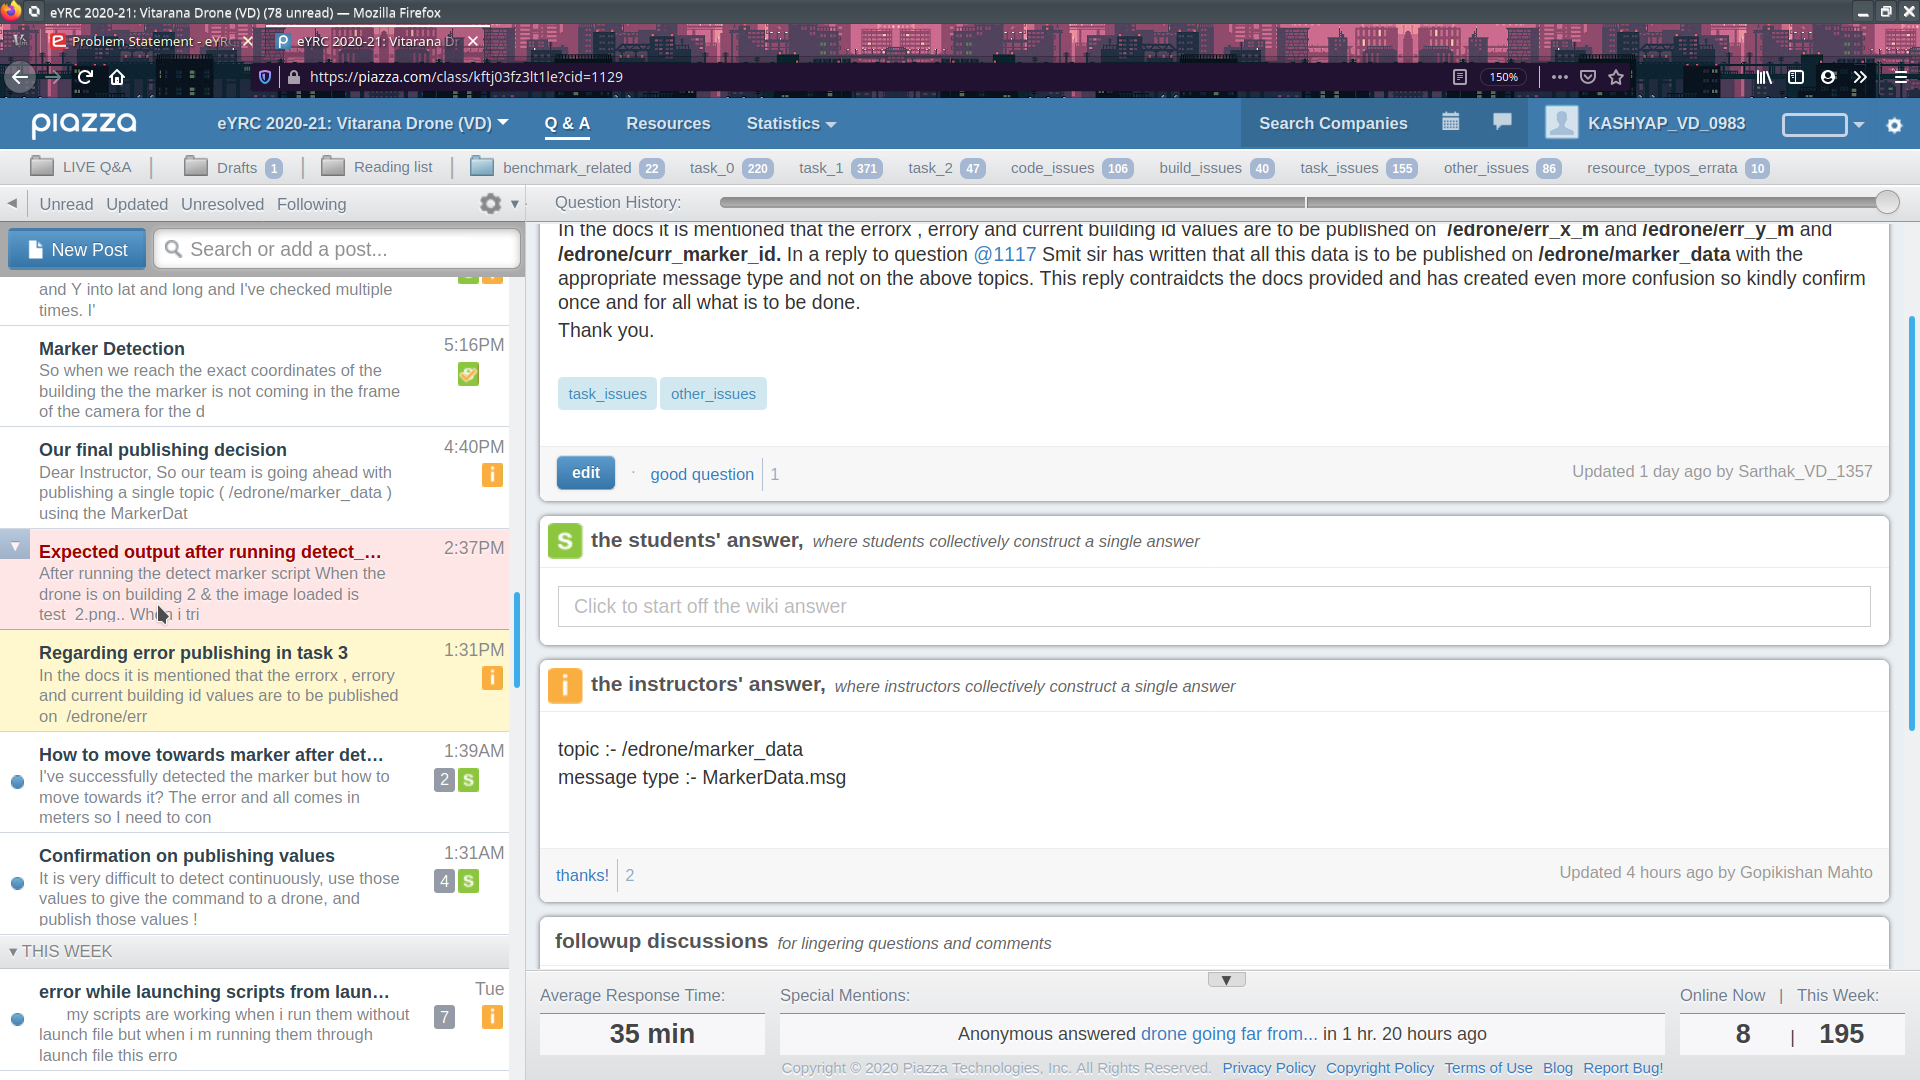 eYRC 2020-21: Vitarana Drone (VD) (78 unread) — Mozilla Firefox
Problem Statement - eYRC
eYRC 2020-21: Vitarana Dr
https://piazza.com/class/kftj03fz3lt1le?cid=1129
150%
piazza
eYRC 2020-21: Vitarana Drone (VD)
Q & A
Resources
Statistics
Search Companies
KASHYAP_VD_0983
LIVE Q&A
Drafts 1
Reading list
benchmark_related 22
task_0 220
task_1 371
task_2 47
code_issues 106
build_issues 40
task_issues 155
other_issues 86
resource_typos_errata 10
Unread Updated Unresolved Following
Question History:
New Post
Search or add a post...
and Y into lat and long and I've checked multiple
times. I'
Marker Detection 5:16PM
So when we reach the exact coordinates of the
building the the marker is not coming in the frame
of the camera for the d
Our final publishing decision 4:40PM
Dear Instructor, So our team is going ahead with
publishing a single topic ( /edrone/marker_data )
using the MarkerDat
i
Expected output after running detect_... 2:37PM
After running the detect marker script When the
drone is on building 2 & the image loaded is
test_2.png.. When i tri
Regarding error publishing in task 3 1:31PM
In the docs it is mentioned that the errorx , errory
and current building id values are to be published
on /edrone/err
i
How to move towards marker after det... 1:39AM
I've successfully detected the marker but how to
move towards it? The error and all comes in
meters so I need to con
2 S
Confirmation on publishing values 1:31AM
It is very difficult to detect continuously, use those
values to give the command to a drone, and
publish those values !
4 S
THIS WEEK
error while launching scripts from laun... Tue
my scripts are working when i run them without
launch file but when i m running them through
launch file this erro
7 i
In the docs it is mentioned that the errorx , errory and current building id values are to be published on /edrone/err_x_m and /edrone/err_y_m and
/edrone/curr_marker_id. In a reply to question @1117 Smit sir has written that all this data is to be published on /edrone/marker_data with the
appropriate message type and not on the above topics. This reply contraidcts the docs provided and has created even more confusion so kindly confirm
once and for all what is to be done.
Thank you.
task_issues other_issues
edit · good question 1
Updated 1 day ago by Sarthak_VD_1357
S the students' answer, where students collectively construct a single answer
Click to start off the wiki answer
i the instructors' answer, where instructors collectively construct a single answer
topic :- /edrone/marker_data
message type :- MarkerData.msg
thanks! 2
Updated 4 hours ago by Gopikishan Mahto
followup discussions for lingering questions and comments
Average Response Time:
35 min
Special Mentions:
Anonymous answered drone going far from... in 1 hr. 20 hours ago
Online Now | This Week:
8 | 195
Copyright © 2020 Piazza Technologies, Inc. All Rights Reserved. Privacy Policy Copyright Policy Terms of Use Blog Report Bug!